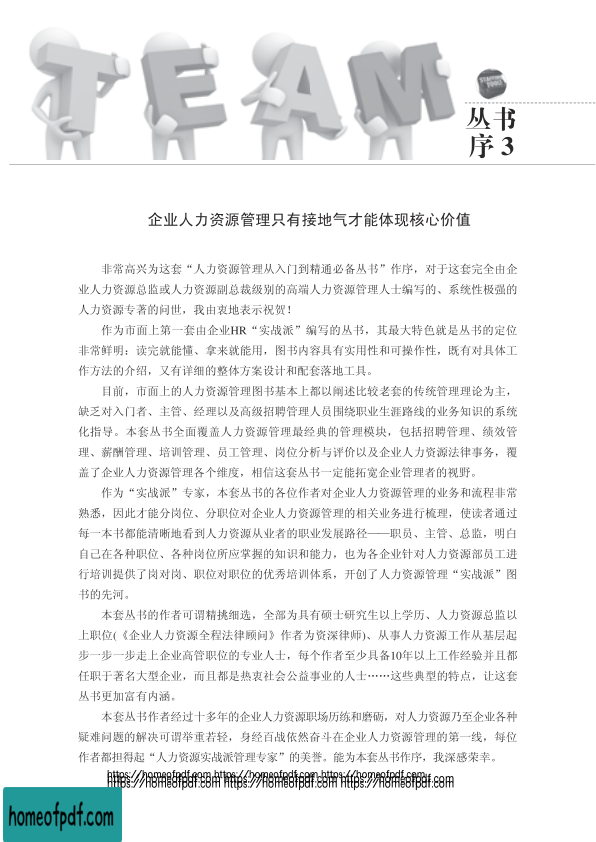 TEAM
丛书
序 3
企业人力资源管理只有接地气才能体现核心价值
非常高兴为这套“人力资源管理从入门到精通必备丛书”作序，对于这套完全由企
业人力资源总监或人力资源副总裁级别的高端人力资源管理人士编写的、系统性极强的
人力资源专著的问世，我由衷地表示祝贺！
作为市面上第一套由企业HR“实战派”编写的丛书，其最大特色就是丛书的定位
非常鲜明：读完就能懂、拿来就能用，图书内容具有实用性和可操作性，既有对具体工
作方法的介绍，又有详细的整体方案设计和配套落地工具。
目前，市面上的人力资源管理图书基本上都以阐述比较老套的传统管理理论为主，
缺乏对入门者、主管、经理以及高级招聘管理人员围绕职业生涯路线的业务知识的系统
化指导。本套丛书全面覆盖人力资源管理最经典的管理模块，包括招聘管理、绩效管
理、薪酬管理、培训管理、员工管理、岗位分析与评价以及企业人力资源法律事务，覆
盖了企业人力资源管理各个维度，相信这套丛书一定能拓宽企业管理者的视野。
作为“实战派”专家，本套丛书的各位作者对企业人力资源管理的业务和流程非常
熟悉，因此才能分岗位、分职位对企业人力资源管理的相关业务进行梳理，使读者通过
每一本书都能清晰地看到人力资源从业者的职业发展路径——职员、主管、总监，明白
自己在各种职位、各种岗位所应掌握的知识和能力，也为各企业针对人力资源部员工进
行培训提供了岗对岗、职位对职位的优秀培训体系，开创了人力资源管理“实战派”图
书的先河。
本套丛书的作者可谓精挑细选，全部为具有硕士研究生以上学历、人力资源总监以
上职位(《企业人力资源全程法律顾问》作者为资深律师)、从事人力资源工作从基层起
步一步一步走上企业高管职位的专业人士，每个作者至少具备10年以上工作经验并且都
任职于著名大型企业，而且都是热衷社会公益事业的人士……这些典型的特点，让这套
丛书更加富有内涵。
本套丛书作者经过十多年的企业人力资源职场历练和磨砺，对人力资源乃至企业各种
疑难问题的解决可谓举重若轻，身经百战依然奋斗在企业人力资源管理的第一线，每位
作者都担得起“人力资源实战派管理专家”的美誉。能为本套丛书作序，我深感荣幸。
https://homeofpdf.com https://homeofpdf.com https://homeofpdf.com
https://homeofpdf.com https://homeofpdf.com https://homeofpdf.com
homeofpdf.com